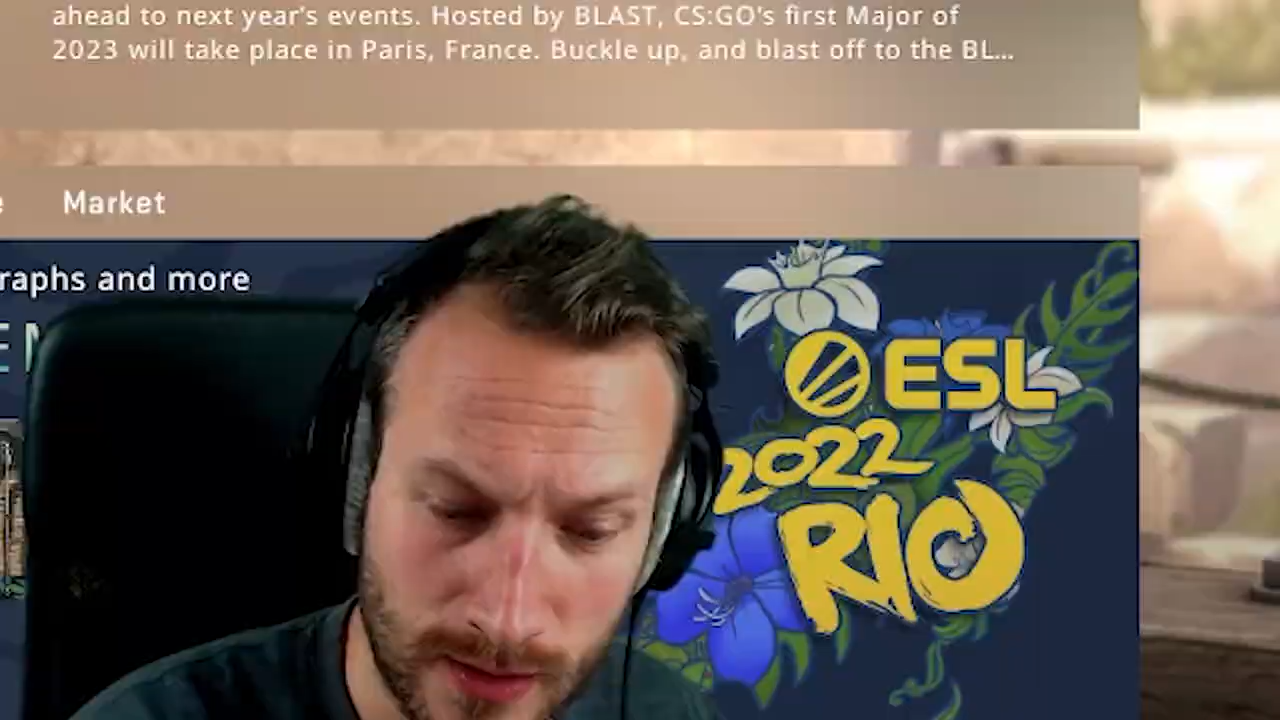 ahead to next year's events. Hosted by BLAST, CS:GO's first Major of
2023 will take place in Paris, France. Buckle up, and blast off to the BL...
Market
raphs and more
ESL
2022
RIO